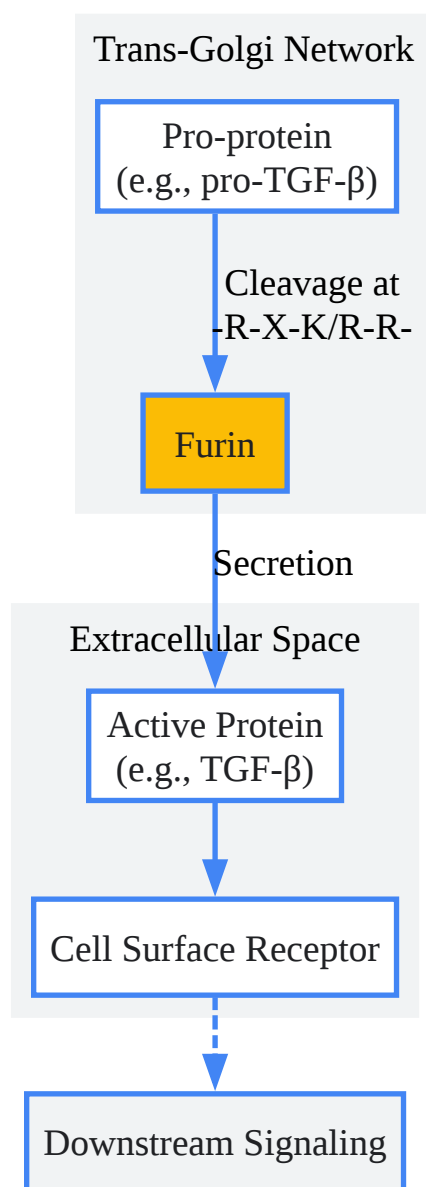 Trans-Golgi Network
Pro-protein
(e.g., pro-TGF-β)
Cleavage at
-R-X-K/R-R-
Furin
Secretion
Extracellular Space
Active Protein
(e.g., TGF-β)
Cell Surface Receptor
Downstream Signaling